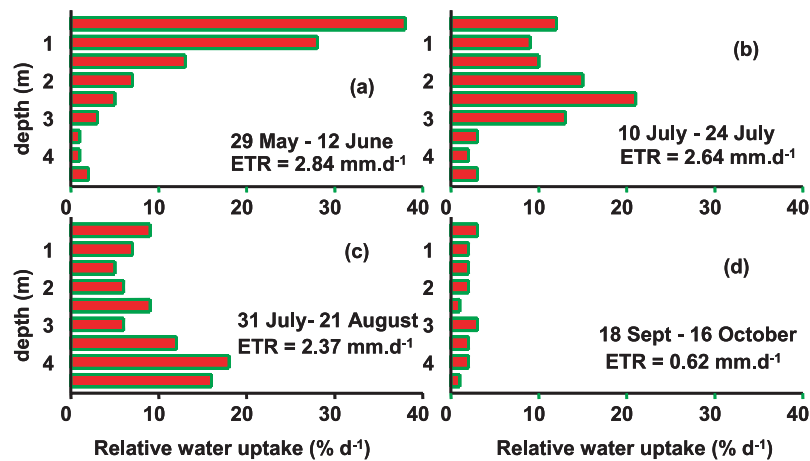 depth (m)
1
2
3
4
(a)
29 May - 12 June
ETR = 2.84 mm.d⁻¹
0 10 20 30 40
1
2
3
4
(b)
10 July - 24 July
ETR = 2.64 mm.d⁻¹
0 10 20 30 40
depth (m)
1
2
3
4
(c)
31 July- 21 August
ETR = 2.37 mm.d⁻¹
0 10 20 30 40
Relative water uptake (% d⁻¹)
1
2
3
4
(d)
18 Sept - 16 October
ETR = 0.62 mm.d⁻¹
0 10 20 30 40
Relative water uptake (% d⁻¹)